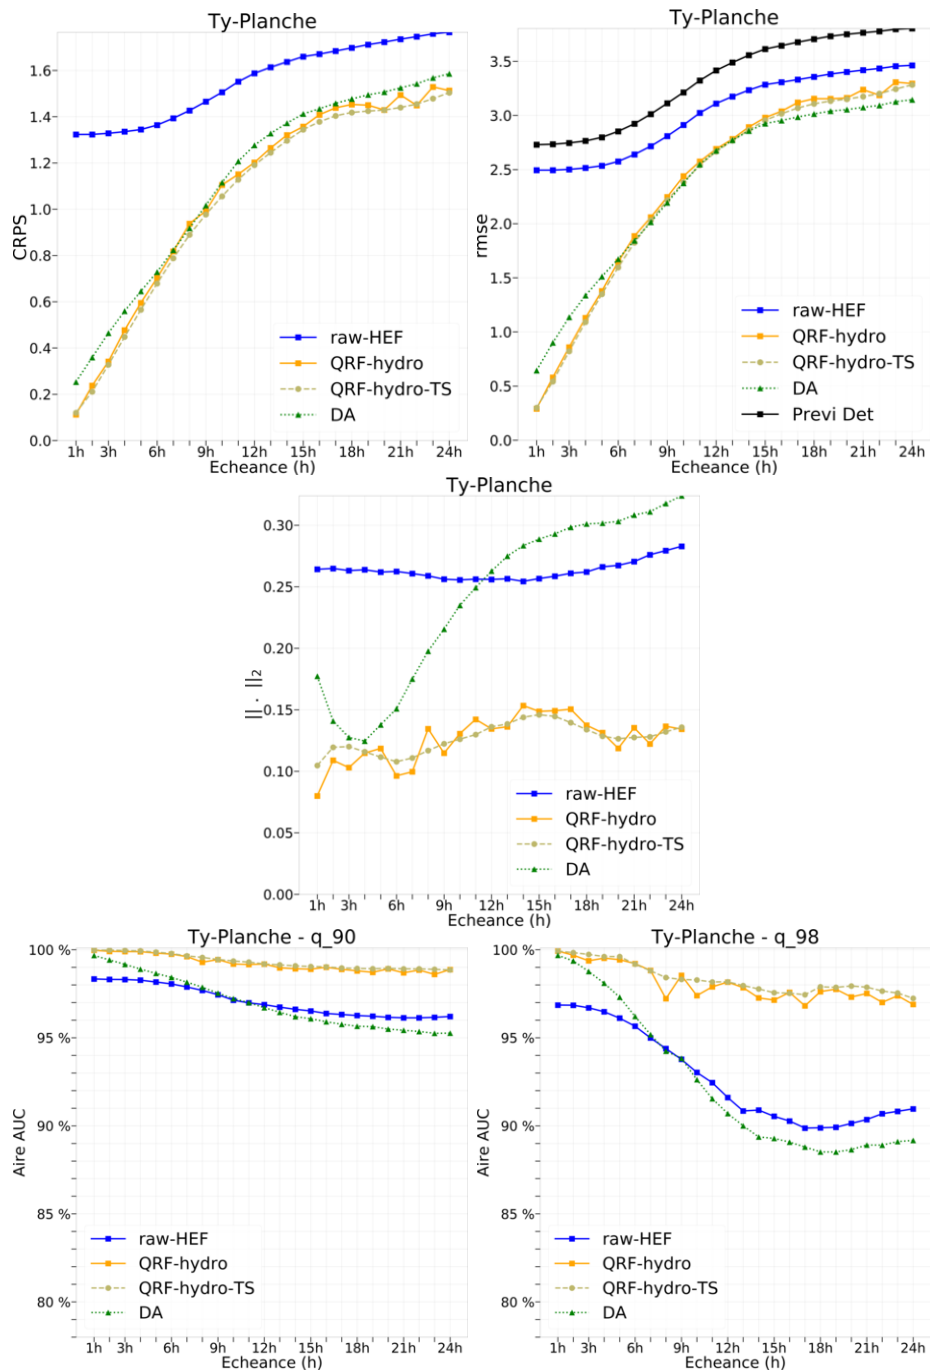 Ty-Planche
CRPS
1.6
1.4
1.2
1.0
0.8
0.6
0.4
0.2
0.0
raw-HEF
QRF-hydro
QRF-hydro-TS
DA
1h 3h 6h 9h 12h 15h 18h 21h 24h
Echeance (h)
Ty-Planche
rmse
3.5
3.0
2.5
2.0
1.5
1.0
0.5
0.0
raw-HEF
QRF-hydro
QRF-hydro-TS
DA
Previ Det
1h 3h 6h 9h 12h 15h 18h 21h 24h
Echeance (h)
Ty-Planche
|| · ||₂
0.30
0.25
0.20
0.15
0.10
0.05
0.00
raw-HEF
QRF-hydro
QRF-hydro-TS
DA
1h 3h 6h 9h 12h 15h 18h 21h 24h
Echeance (h)
Ty-Planche - q_90
Aire AUC
100 %
95 %
90 %
85 %
80 %
raw-HEF
QRF-hydro
QRF-hydro-TS
DA
1h 3h 6h 9h 12h 15h 18h 21h 24h
Echeance (h)
Ty-Planche - q_98
Aire AUC
100 %
95 %
90 %
85 %
80 %
raw-HEF
QRF-hydro
QRF-hydro-TS
DA
1h 3h 6h 9h 12h 15h 18h 21h 24h
Echeance (h)